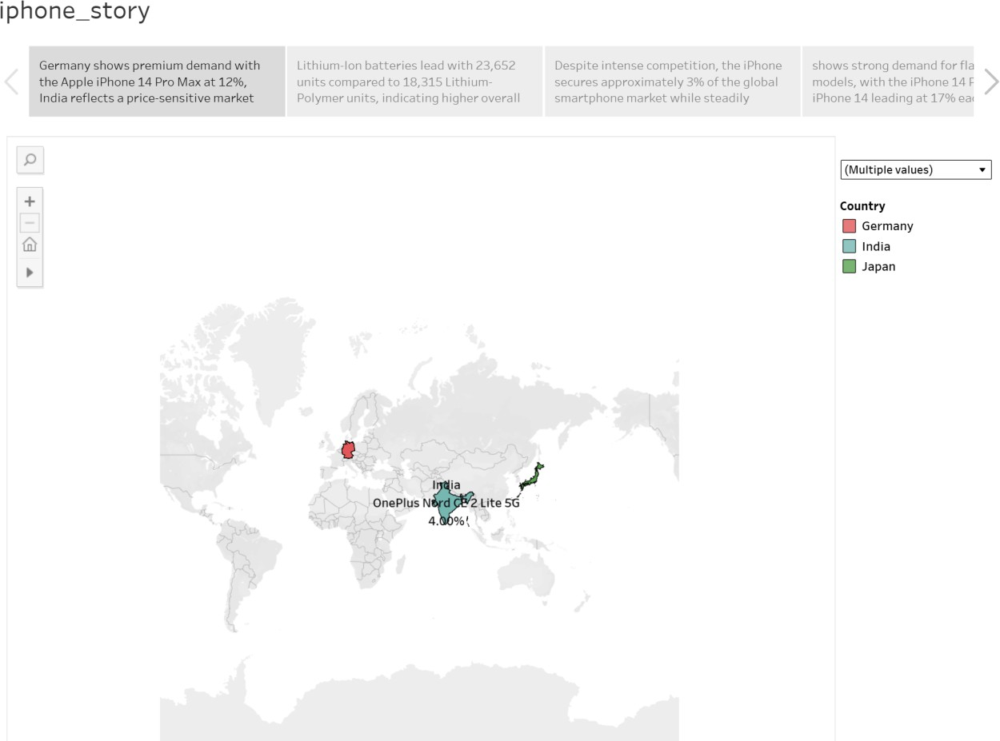 iphone_story
Germany shows premium demand with
the Apple iPhone 14 Pro Max at 12%,
India reflects a price-sensitive market
Lithium-Ion batteries lead with 23,652
units compared to 18,315 Lithium-
Polymer units, indicating higher overall
Despite intense competition, the iPhone
secures approximately 3% of the global
smartphone market while steadily
shows strong demand for fla
models, with the iPhone 14 P
iPhone 14 leading at 17% eac
(Multiple values)
Country
Germany
India
Japan
India
OnePlus Nord CE 2 Lite 5G
4.00%